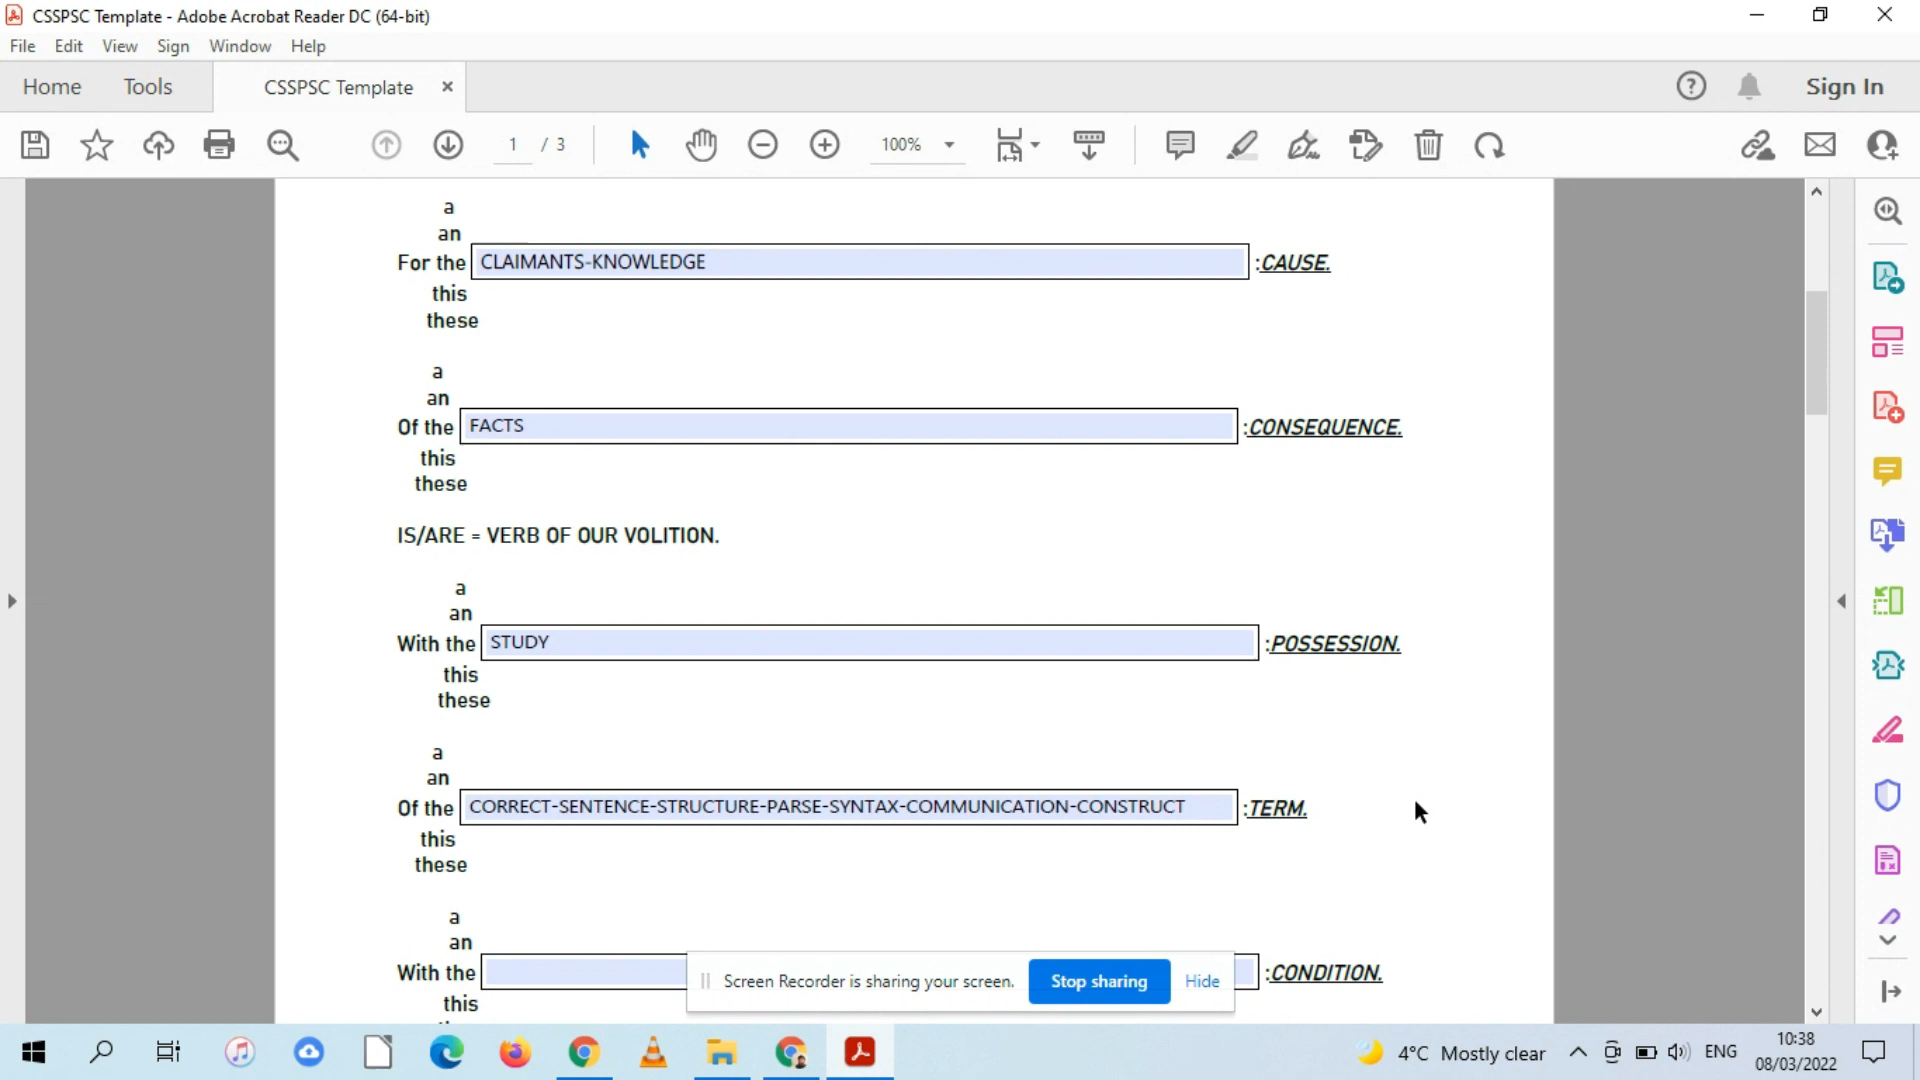 CSSPSC Template - Adobe Acrobat Reader DC (64-bit)
File Edit View Sign Window Help
Home Tools CSSPSC Template × Sign In
1 / 3 100%
a
an
For the CLAIMANTS-KNOWLEDGE :CAUSE.
this
these
a
an
Of the FACTS :CONSEQUENCE.
this
these
IS/ARE = VERB OF OUR VOLITION.
a
an
With the STUDY :POSSESSION.
this
these
a
an
Of the CORRECT-SENTENCE-STRUCTURE-PARSE-SYNTAX-COMMUNICATION-CONSTRUCT :TERM.
this
these
a
an
With the :CONDITION.
this
Screen Recorder is sharing your screen. Stop sharing Hide
4°C Mostly clear ENG 10:38
08/03/2022